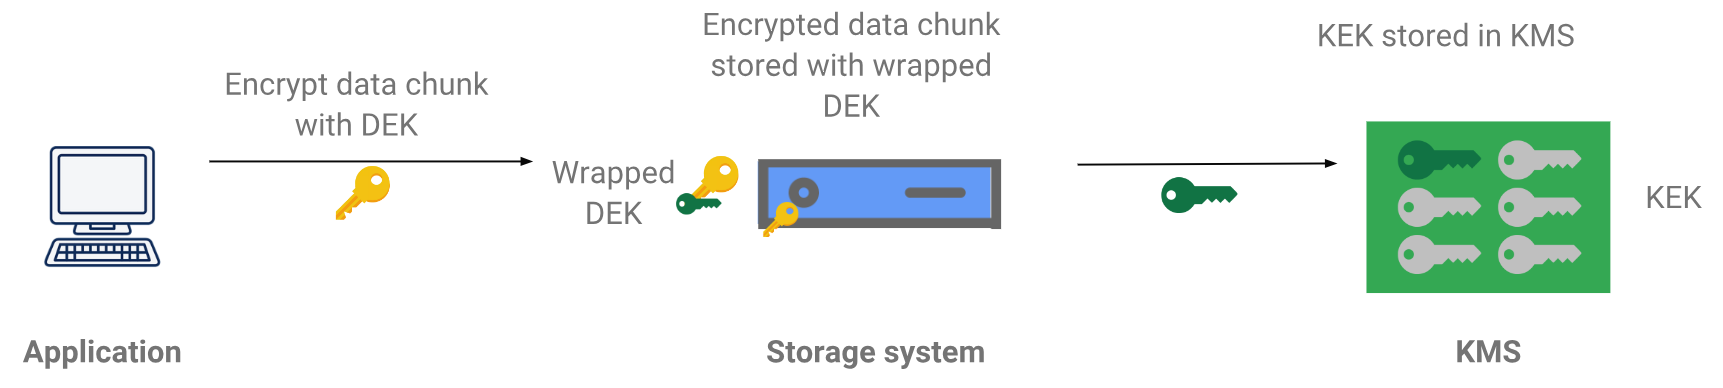 Encrypt data chunk
with DEK
Wrapped
DEK
Encrypted data chunk
stored with wrapped
DEK
KEK stored in KMS
KEK
Application
Storage system
KMS